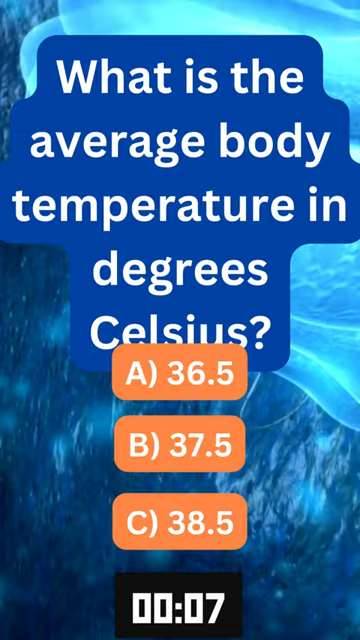 What is the
average body
temperature in
degrees
Celsius?
A) 36.5
B) 37.5
C) 38.5
00:07